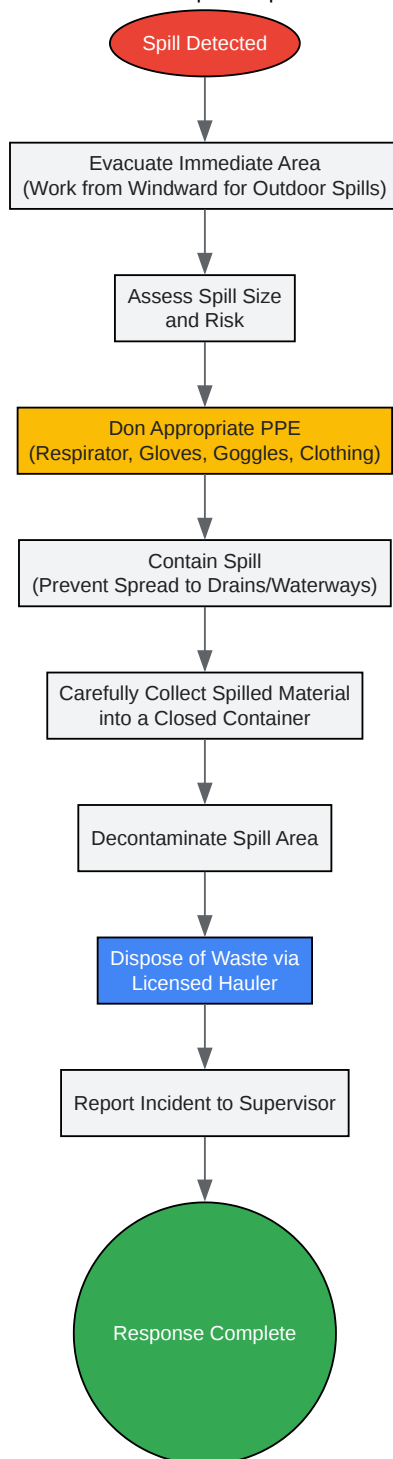 Spill Detected
Evacuate Immediate Area
(Work from Windward for Outdoor Spills)
Assess Spill Size
and Risk
Don Appropriate PPE
(Respirator, Gloves, Goggles, Clothing)
Contain Spill
(Prevent Spread to Drains/Waterways)
Carefully Collect Spilled Material
into a Closed Container
Decontaminate Spill Area
Dispose of Waste via
Licensed Hauler
Report Incident to Supervisor
Response Complete